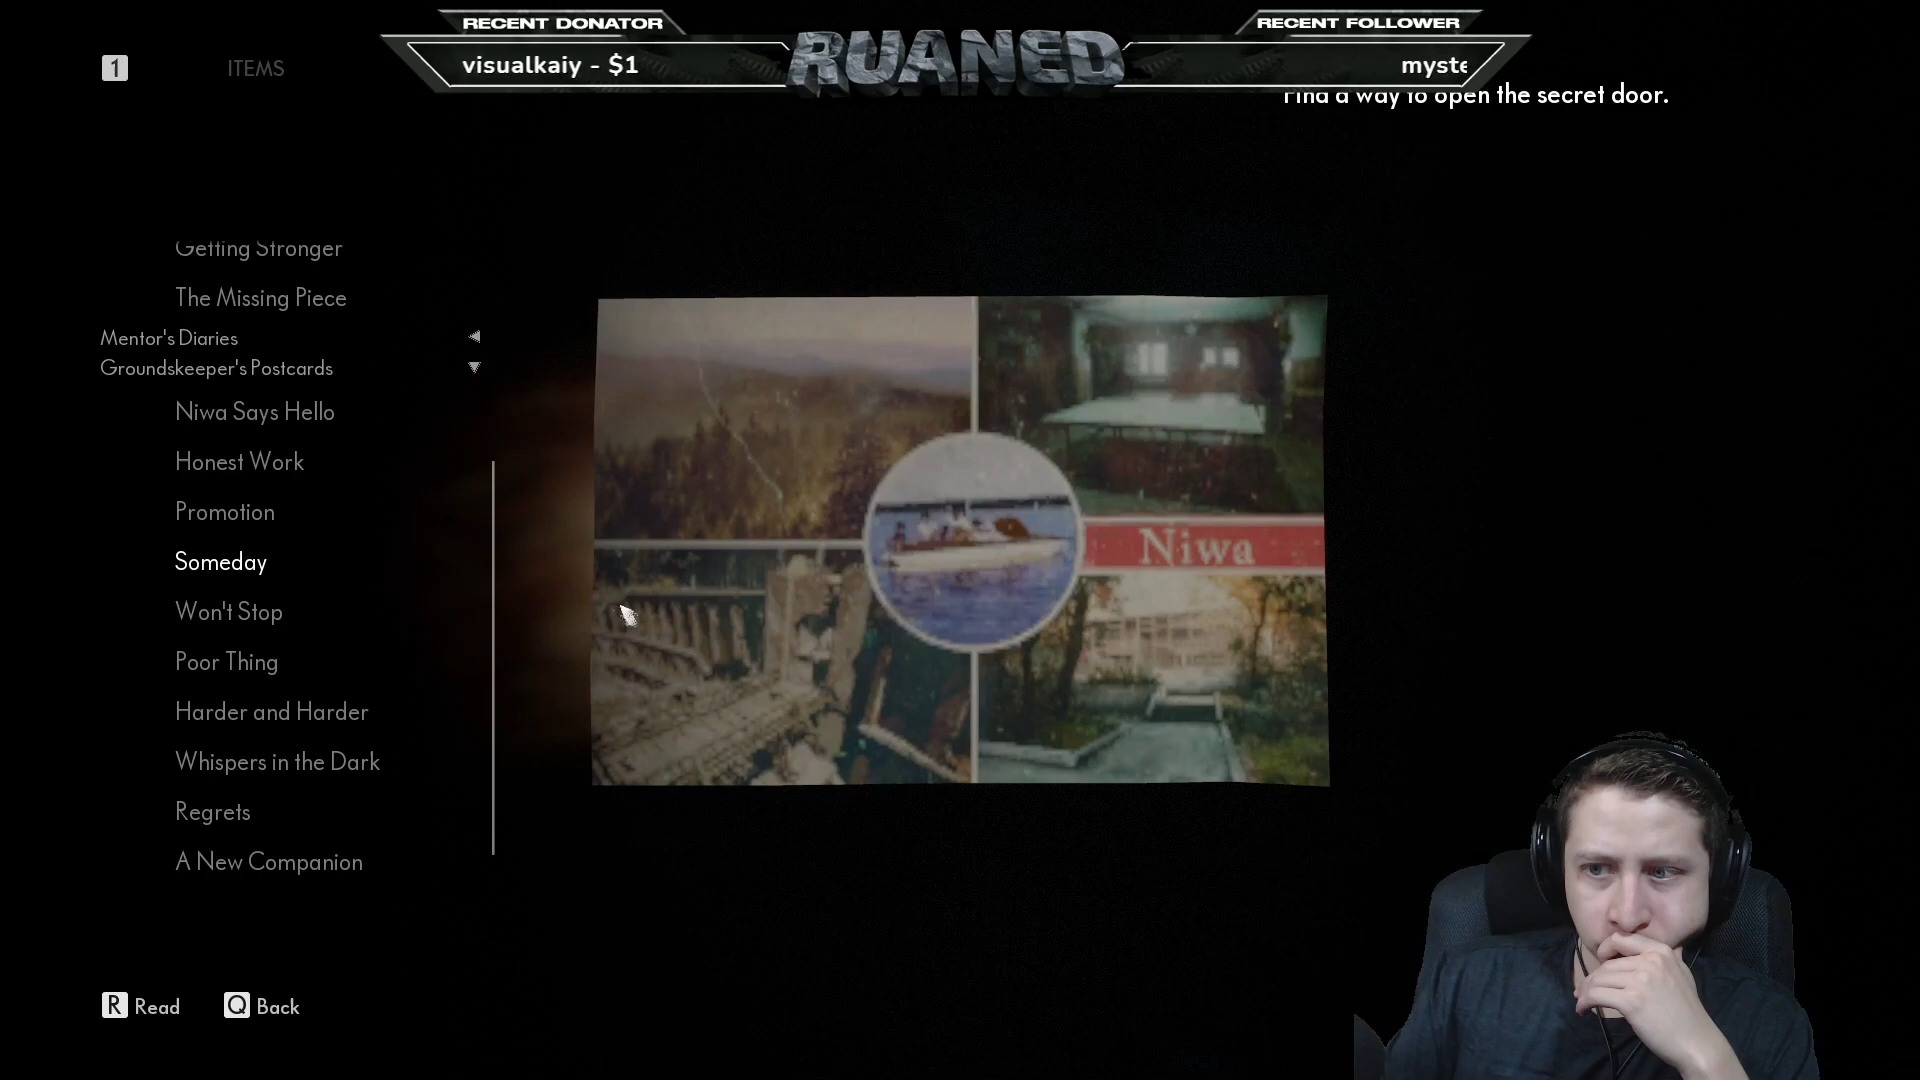 RECENT DONATOR
RECENT FOLLOWER
visualkaiy - $1
RUANED
myste
1
ITEMS
Find a way to open the secret door.
Getting Stronger
The Missing Piece
Mentor's Diaries
Groundskeeper's Postcards
Niwa Says Hello
Honest Work
Promotion
Someday
Won't Stop
Poor Thing
Harder and Harder
Whispers in the Dark
Regrets
A New Companion
Niwa
R Read
Q Back